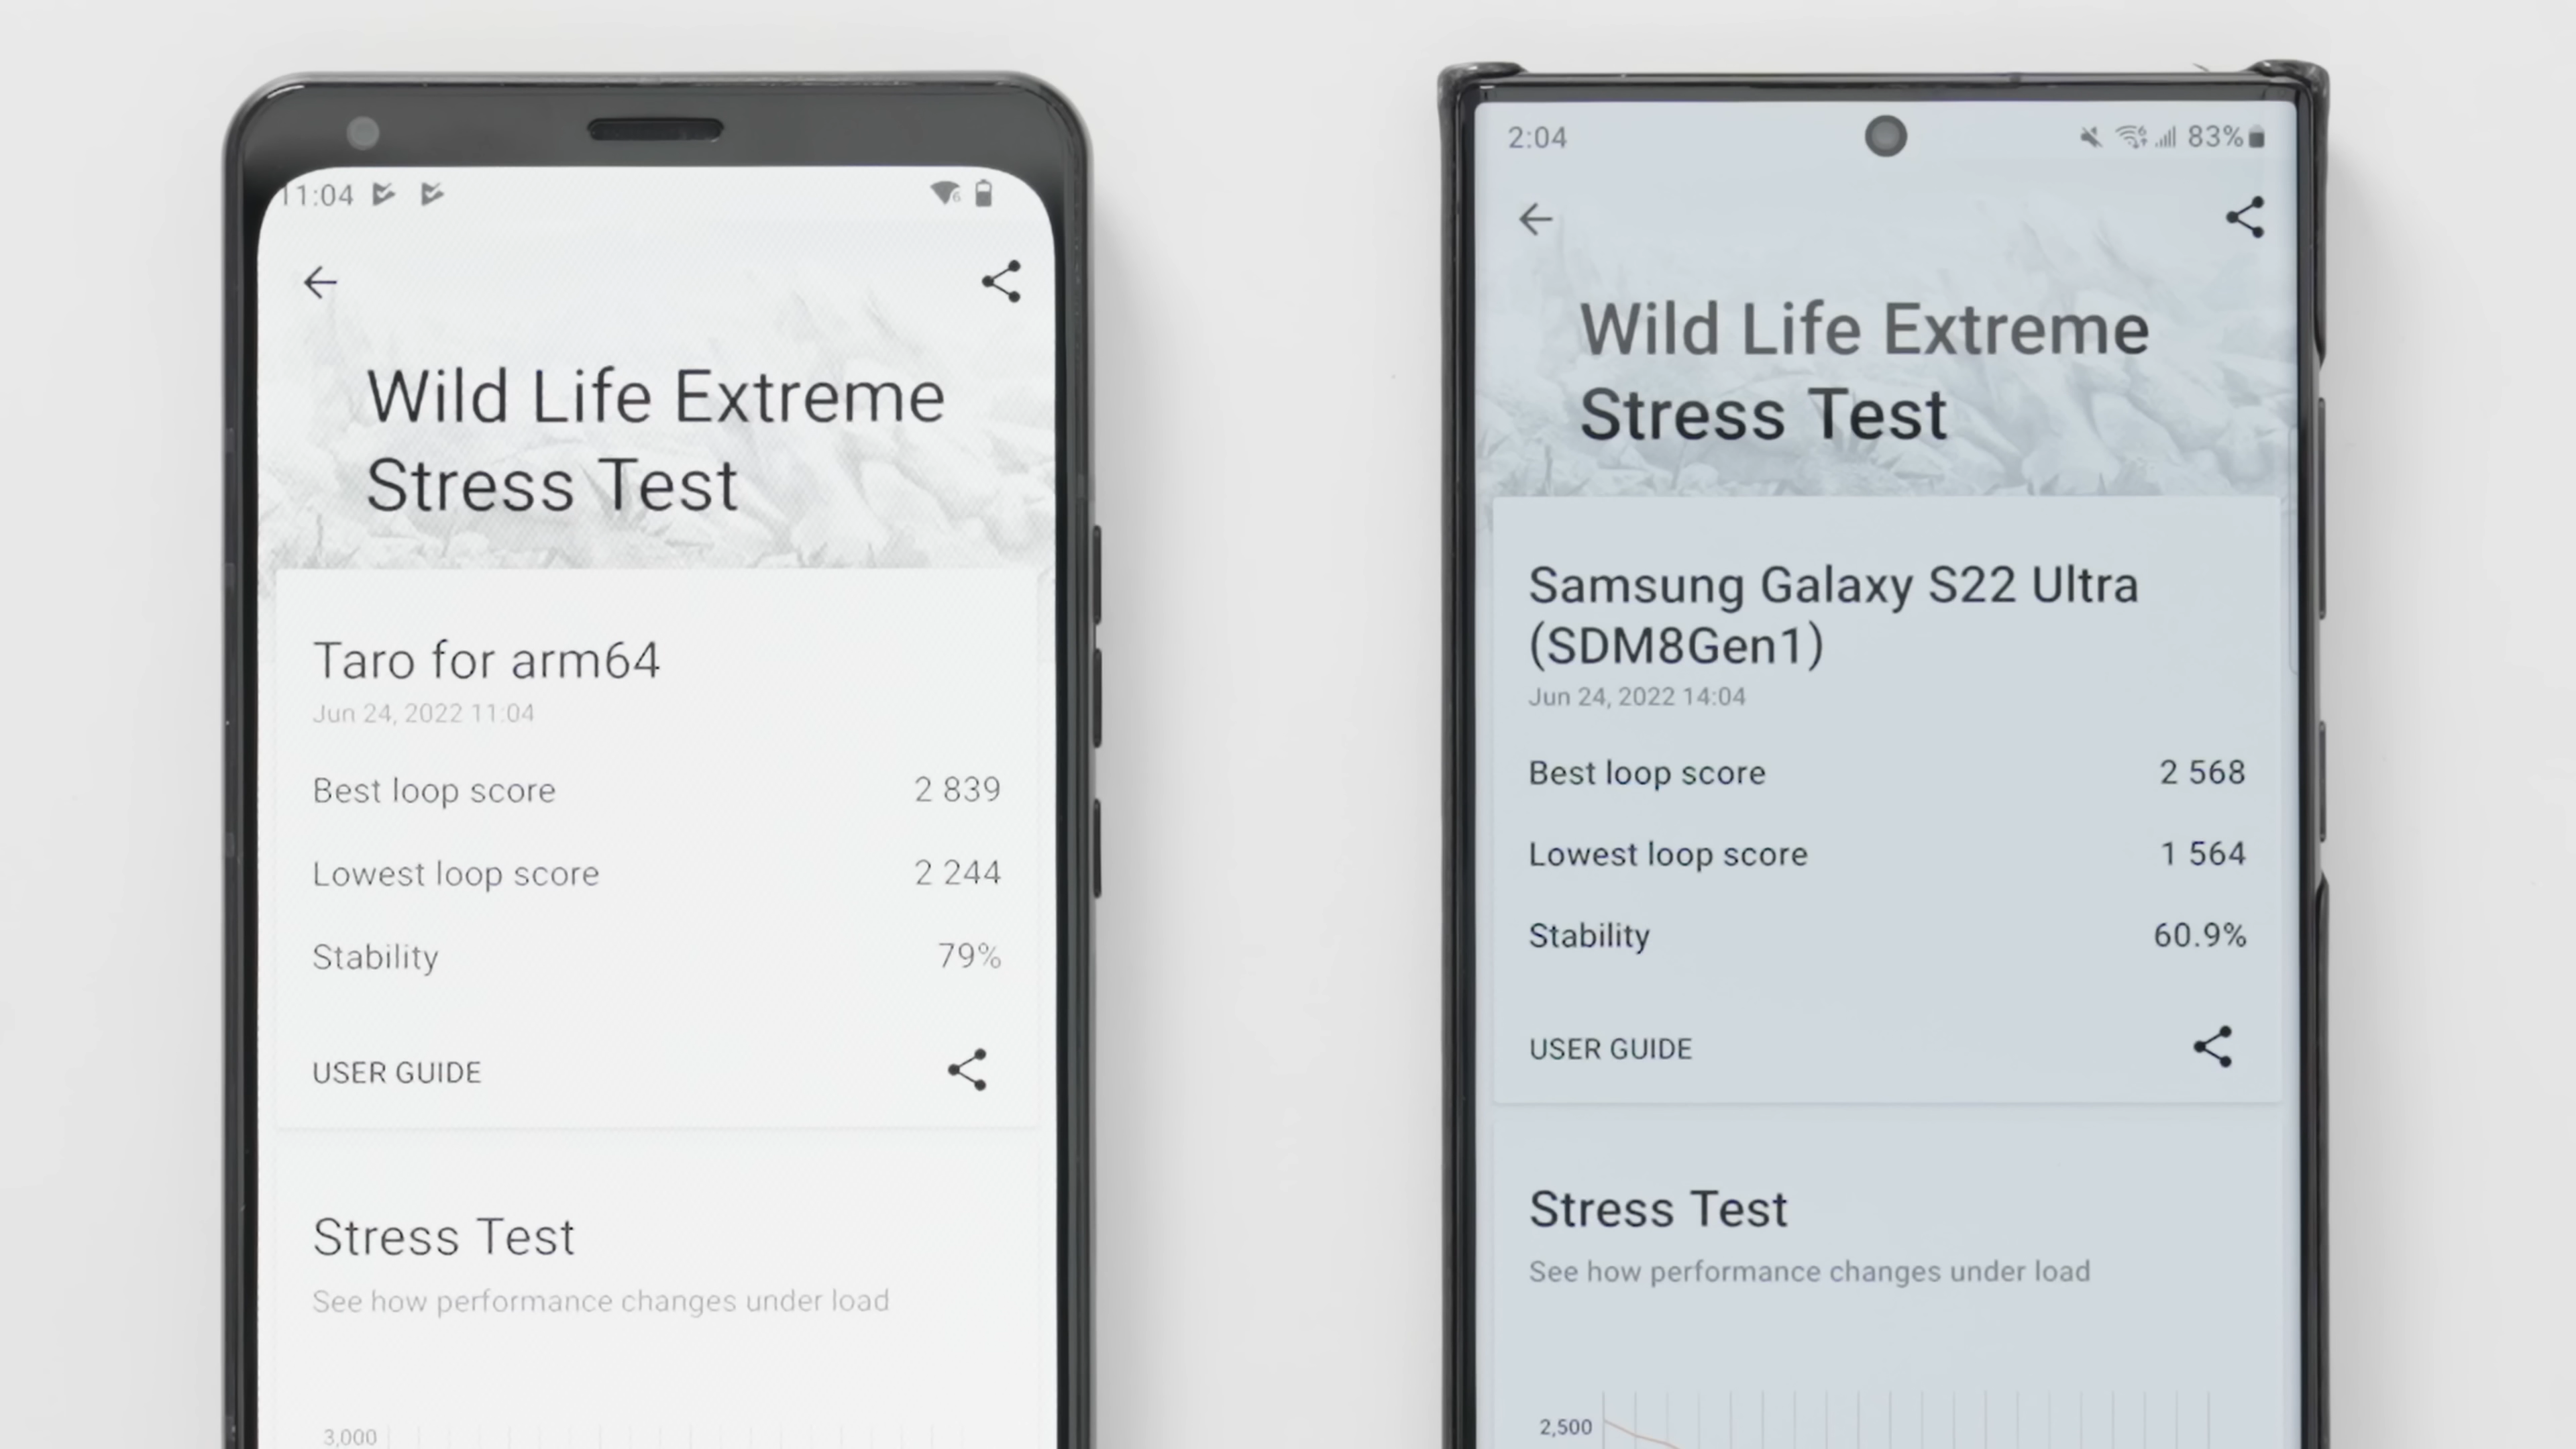 11:04
Wild Life Extreme
Stress Test
Taro for arm64
Jun 24, 2022 11:04
Best loop score 2 839
Lowest loop score 2 244
Stability 79%
USER GUIDE
Stress Test
See how performance changes under load
3,000
2:04 83%
Wild Life Extreme
Stress Test
Samsung Galaxy S22 Ultra
(SDM8Gen1)
Jun 24, 2022 14:04
Best loop score 2 568
Lowest loop score 1 564
Stability 60.9%
USER GUIDE
Stress Test
See how performance changes under load
2,500